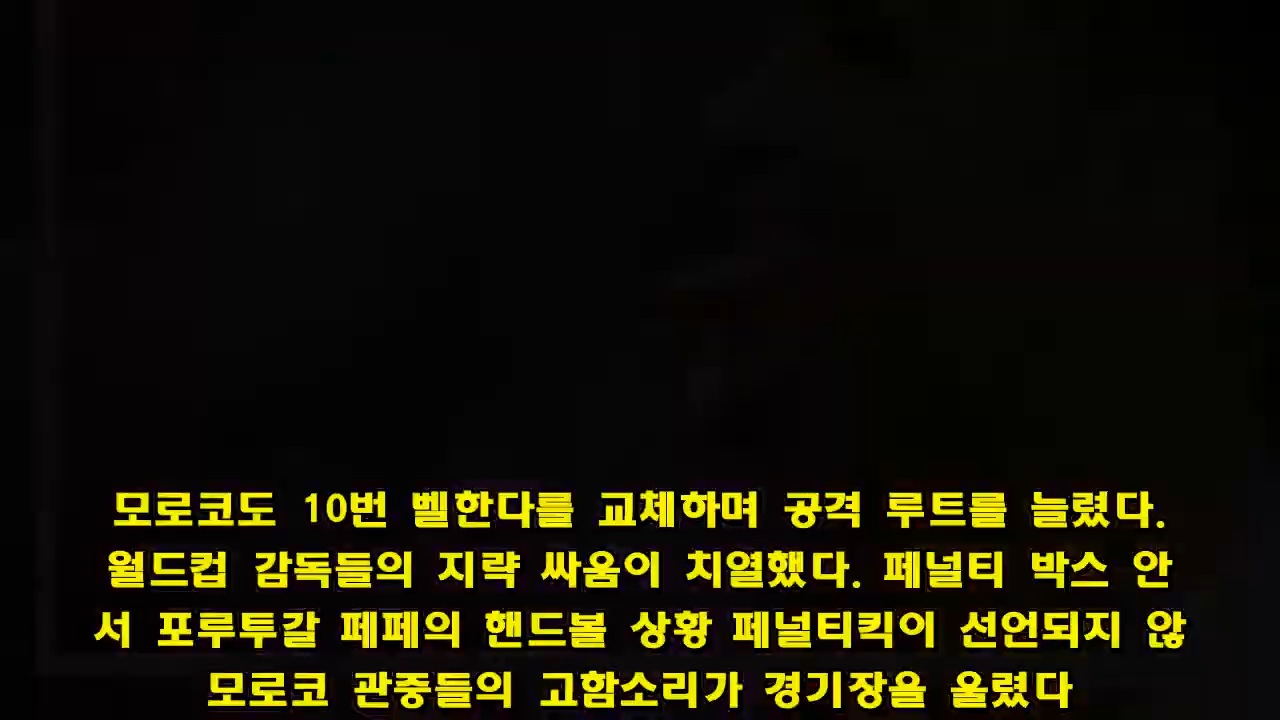 모로코도 10번 벨한다를 교체하며 공격 루트를 늘렸다.
월드컵 감독들의 지략 싸움이 치열했다. 페널티 박스 안
서 포루투갈 페페의 핸드볼 상황 페널티킥이 선언되지 않
모로코 관중들의 고함소리가 경기장을 울렸다